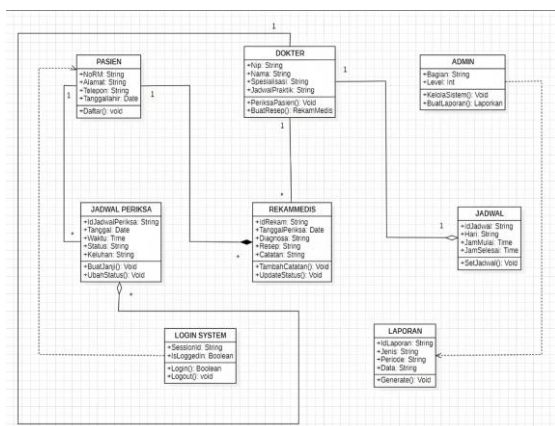 1
PASIEN
+NoRM: String
+Alamat: String
+Telepon: String
+Tanggallahir: Date
+Daftar(): void
DOKTER
+Nip: String
+Nama: String
+Spesialisasi: String
+JadwalPraktik: String
+PeriksaPasien(): Void
+BuatResep(): RekamMedis
ADMIN
+Bagian: String
+Level: Int
+KelolaSistem(): Void
+BuatLaporan(): Laporkan
1
1
1
1
*
*
*
1
JADWAL PERIKSA
+IdJadwalPeriksa: String
+Tanggal: Date
+Waktu: Time
+Status: String
+Keluhan: String
+BuatJanji(): Void
+UbahStatus(): Void
*
REKAMMEDIS
+idRekam: String
+TanggalPeriksa: Date
+Diagnosa: String
+Resep: String
+Catatan: String
+TambahCatatan(): Void
+UpdateStatus(): Void
JADWAL
+IdJadwal: String
+Hari: String
+JamMulai: Time
+JamSelesai: Time
+SetJadwal(): Void
LOGIN SYSTEM
+SessionId: String
+IsLoggedIn: Boolean
+Login(): Boolean
+Logout(): void
LAPORAN
+IdLaporan: String
+Jenis: String
+Periode: String
+Data: String
+Generate(): Void